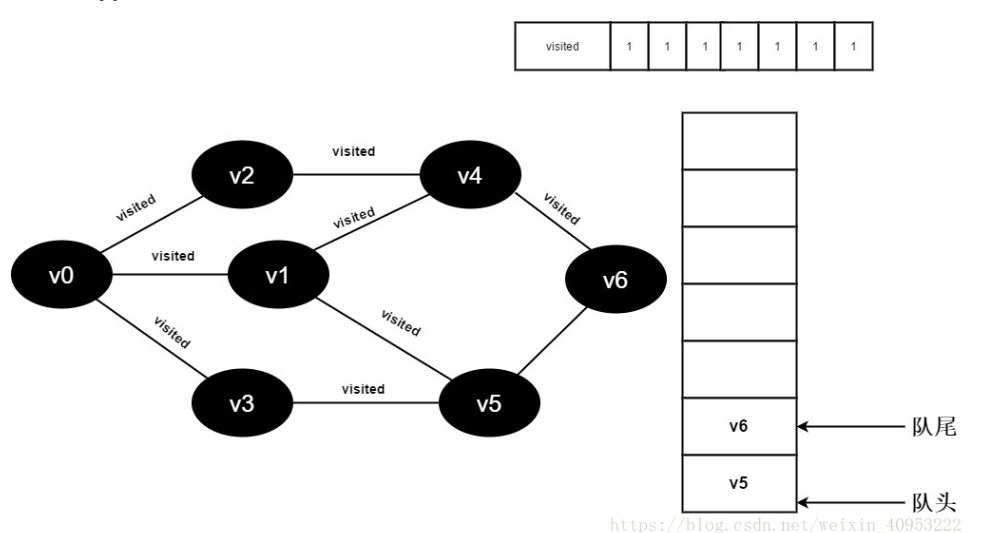 visited 1 1 1 1 1 1 1
v2
visited
v4
visited
visited
visited
v0
visited
v1
v6
visited
visited
v3
visited
v5
v6
队尾
v5
队头
https://blog.csdn.net/weixin_40953222